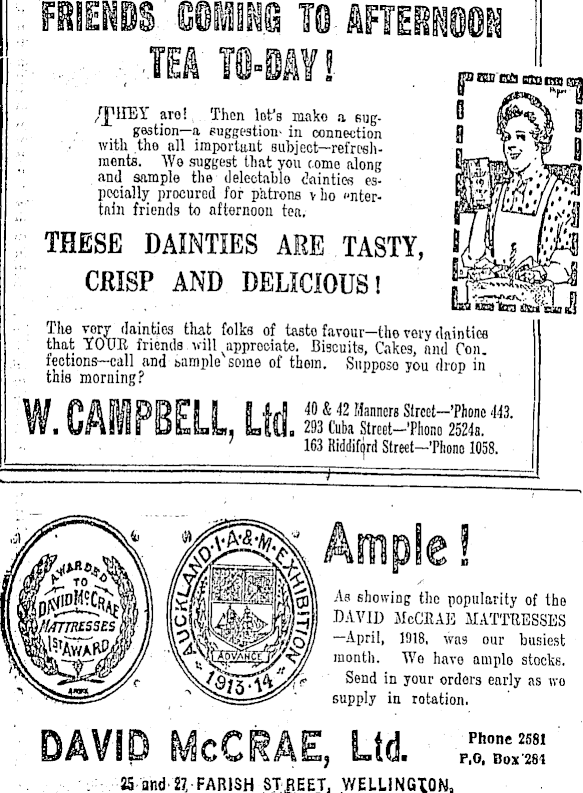 FRIENDS COMING TO AFTERNOON
TEA TO-DAY!
THEY are! Then let's make a sug-
gestion—a suggestion in connection
with the all important subject—refresh-
ments. We suggest that you come along
and sample the delectable dainties es-
pecially procured for patrons who enter-
tain friends to afternoon tea.
THESE DAINTIES ARE TASTY,
CRISP AND DELICIOUS!
The very dainties that folks of taste favour—the very dainties
that YOUR friends will appreciate. Biscuits, Cakes, and Con-
fections—call and sample some of them. Suppose you drop in
this morning?
W. CAMPBELL, Ltd.
40 & 42 Manners Street—'Phone 443.
293 Cuba Street—'Phone 2524a.
163 Riddiford Street—'Phone 1058.
AWARDED
TO
DAVID McCRAE
MATTRESSES
1ST AWARD
AUCKLAND·I·A·&·M·EXHIBITION
ADVANCE
1913-14
Ample!
As showing the popularity of the
DAVID McCRAE MATTRESSES
—April, 1918, was our busiest
month. We have ample stocks.
Send in your orders early as we
supply in rotation.
DAVID McCRAE, Ltd.
Phone 2581
P.O. Box 284
25 and 27 FARISH STREET, WELLINGTON.